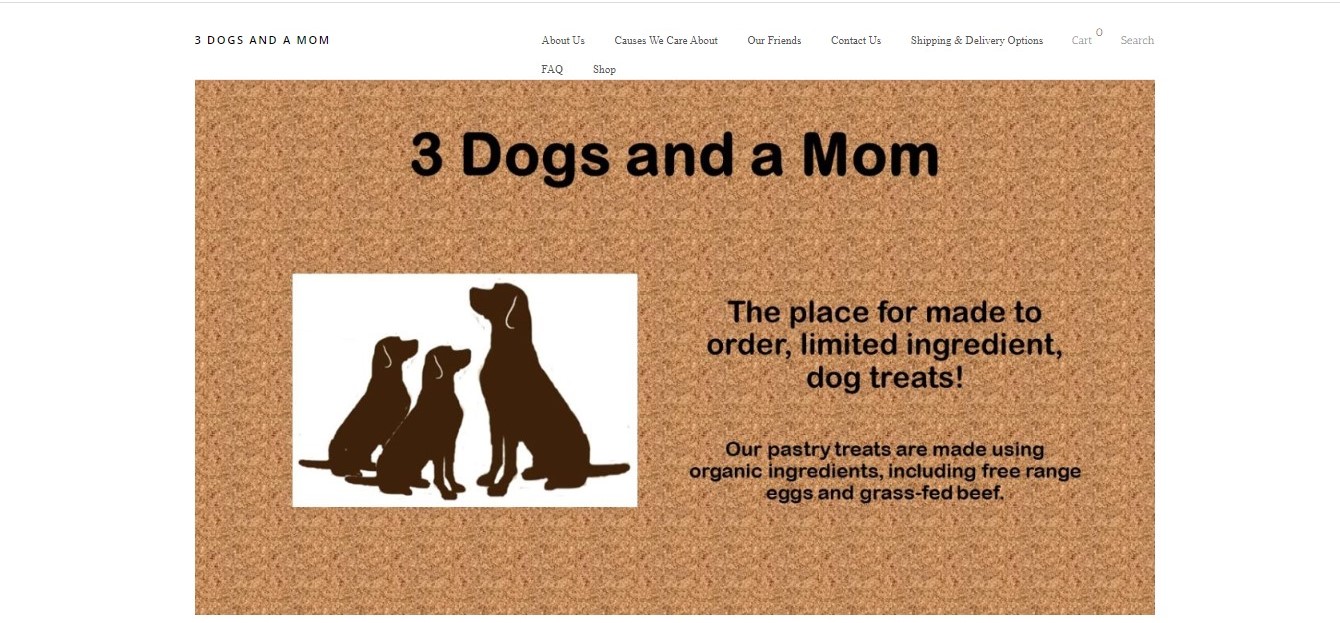 3 DOGS AND A MOM
About Us Causes We Care About Our Friends Contact Us Shipping & Delivery Options Cart 0 Search
FAQ Shop
3 Dogs and a Mom
The place for made to
order, limited ingredient,
dog treats!
Our pastry treats are made using
organic ingredients, including free range
eggs and grass-fed beef.